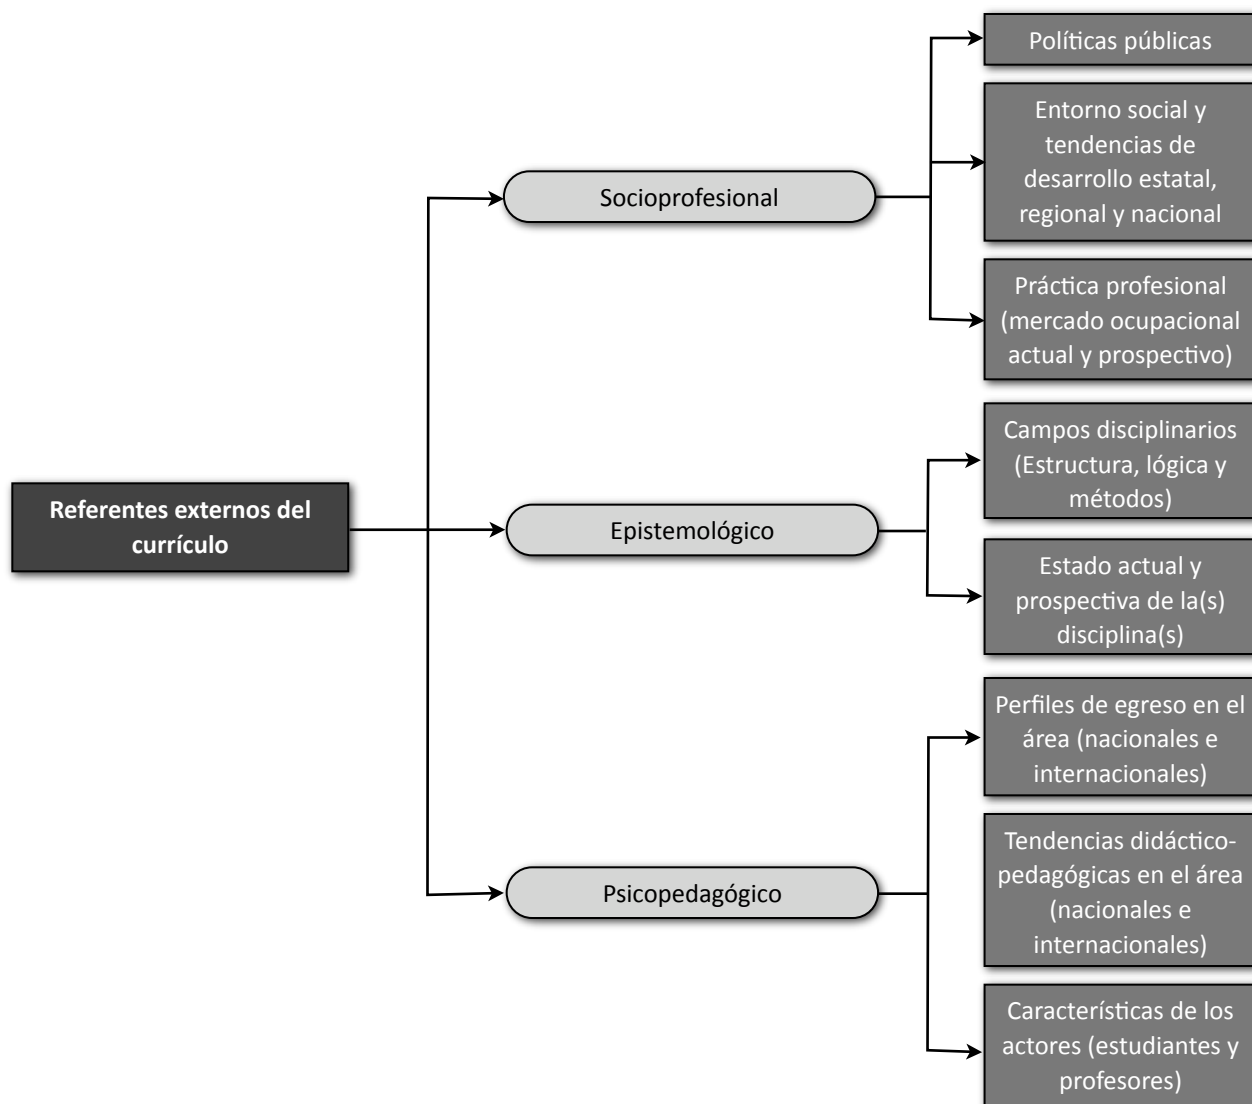 Políticas públicas
Entorno social y
tendencias de
desarrollo estatal,
regional y nacional
Socioprofesional
Práctica profesional
(mercado ocupacional
actual y prospectivo)
Campos disciplinarios
(Estructura, lógica y
métodos)
Referentes externos del
currículo
Epistemológico
Estado actual y
prospectiva de la(s)
disciplina(s)
Perfiles de egreso en el
área (nacionales e
internacionales)
Tendencias didáctico-
pedagógicas en el área
(nacionales e
internacionales)
Psicopedagógico
Característicias de los
actores (estudiantes y
profesores)